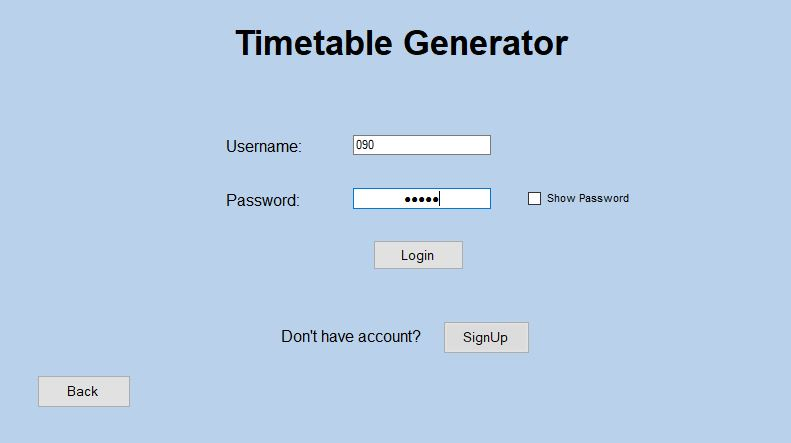 Timetable Generator
Username: 090
Password: ●●●●●
Show Password
Login
Don't have account? SignUp
Back